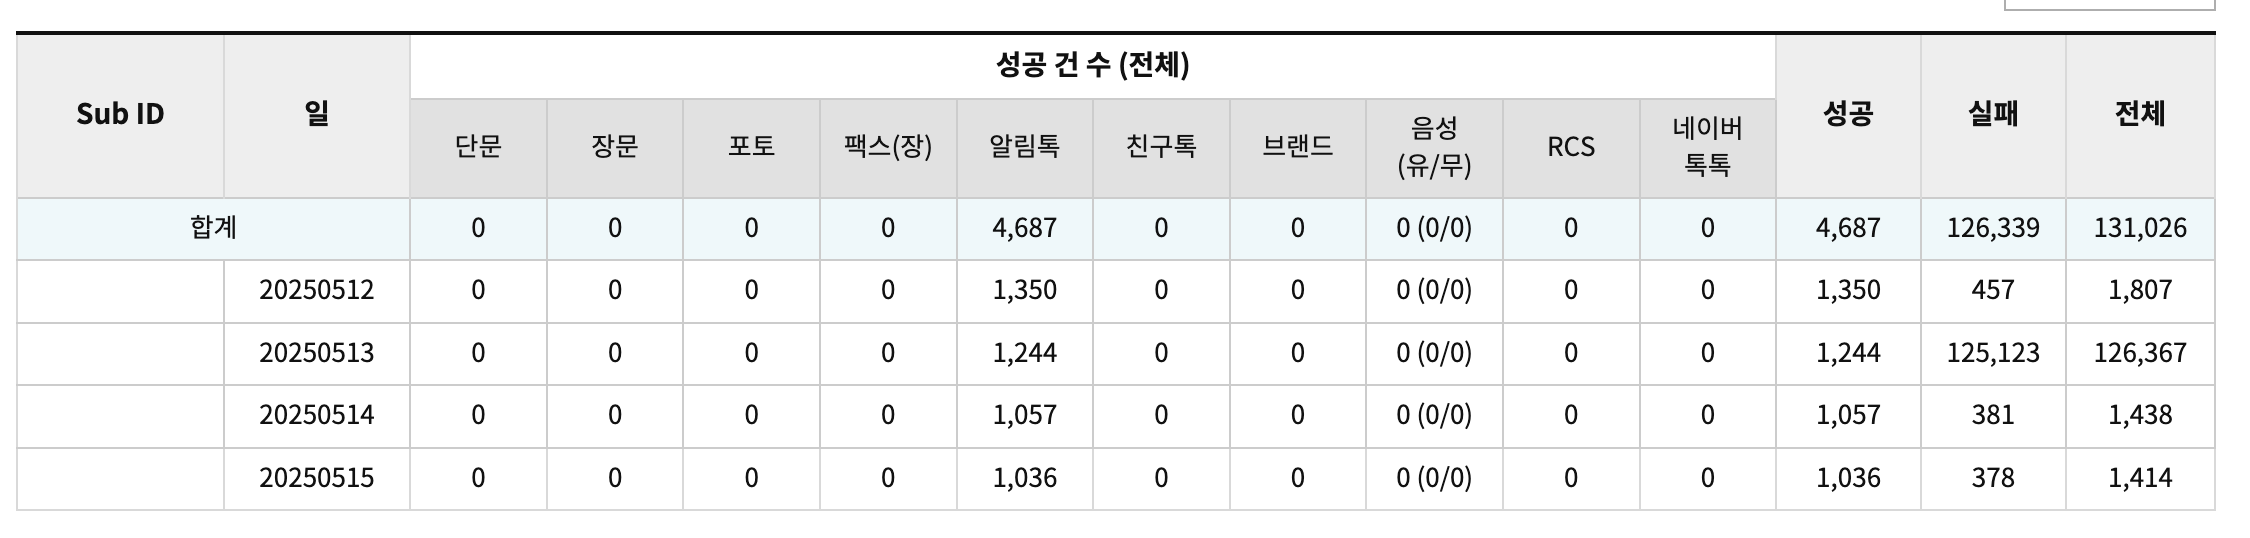 성공 건 수 (전체)
Sub ID 일 성공 실패 전체
단문 장문 포토 팩스(장) 알림톡 친구톡 브랜드 음성 (유/무) RCS 네이버 톡톡
합계 0 0 0 0 4,687 0 0 0 (0/0) 0 0 4,687 126,339 131,026
20250512 0 0 0 0 1,350 0 0 0 (0/0) 0 0 1,350 457 1,807
20250513 0 0 0 0 1,244 0 0 0 (0/0) 0 0 1,244 125,123 126,367
20250514 0 0 0 0 1,057 0 0 0 (0/0) 0 0 1,057 381 1,438
20250515 0 0 0 0 1,036 0 0 0 (0/0) 0 0 1,036 378 1,414